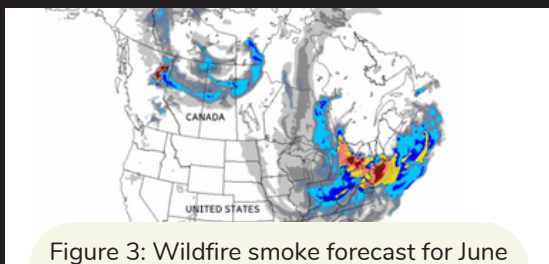 CANADA
UNITED STATES
Figure 3: Wildfire smoke forecast for June